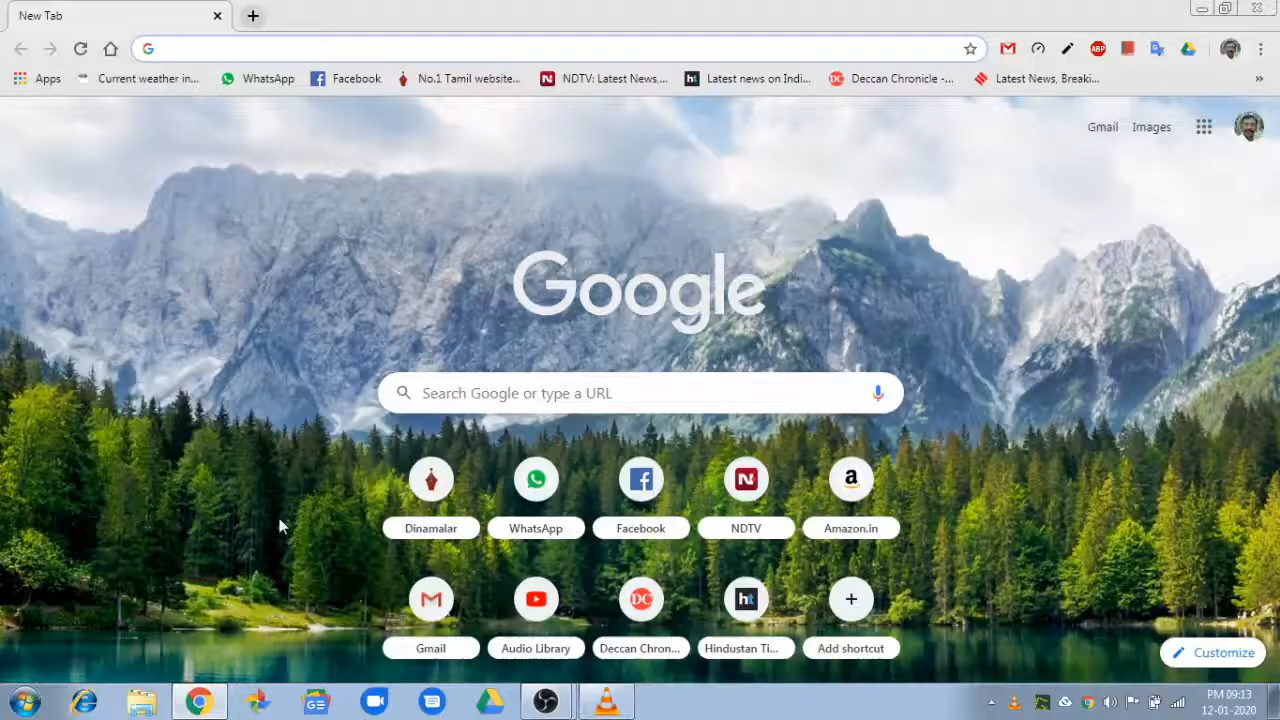 New Tab
Apps
Current weather in...
WhatsApp
Facebook
No.1 Tamil website...
NDTV: Latest News,...
Latest news on Indi...
Deccan Chronicle -...
Latest News, Breaki...
Gmail
Images
Google
Search Google or type a URL
Dinamalar
WhatsApp
Facebook
NDTV
Amazon.in
Gmail
Audio Library
Deccan Chron...
Hindustan Ti...
Add shortcut
Customize
PM 09:13
12-01-2020